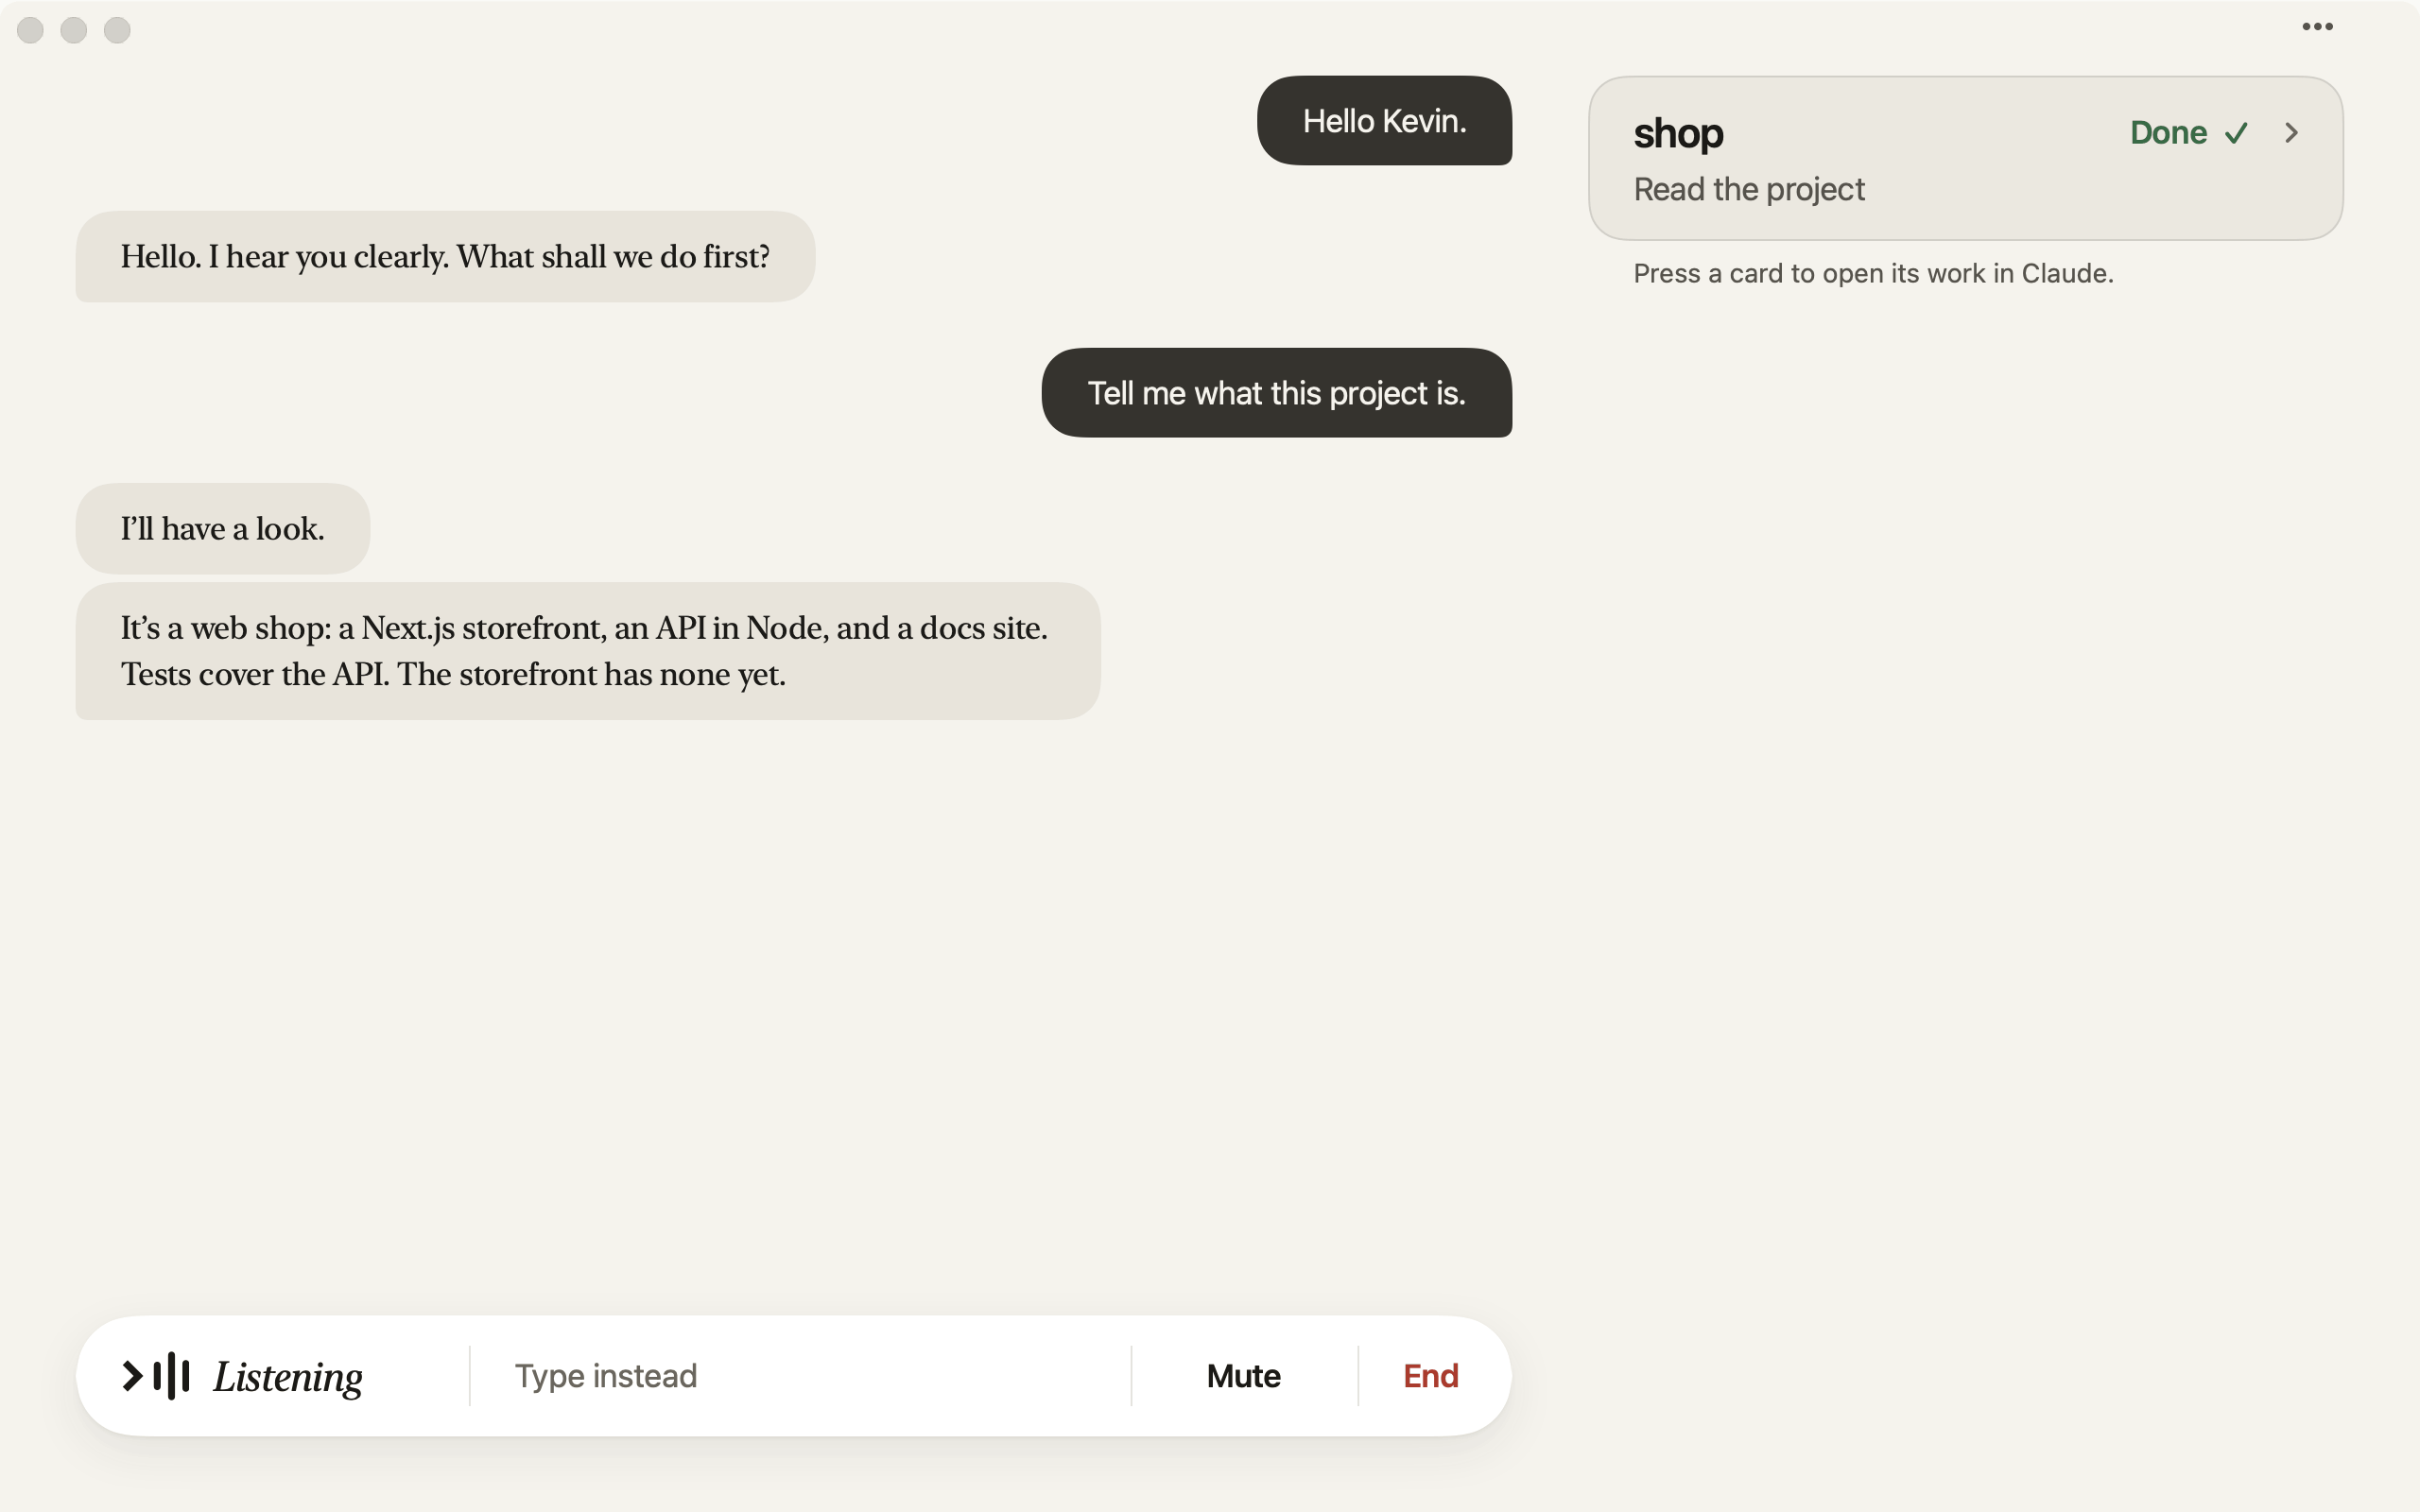 Hello Kevin.
Hello. I hear you clearly. What shall we do first?
Tell me what this project is.
I’ll have a look.
It’s a web shop: a Next.js storefront, an API in Node, and a docs site.
Tests cover the API. The storefront has none yet.
shop
Done
Read the project
Press a card to open its work in Claude.
Listening
Type instead
Mute
End